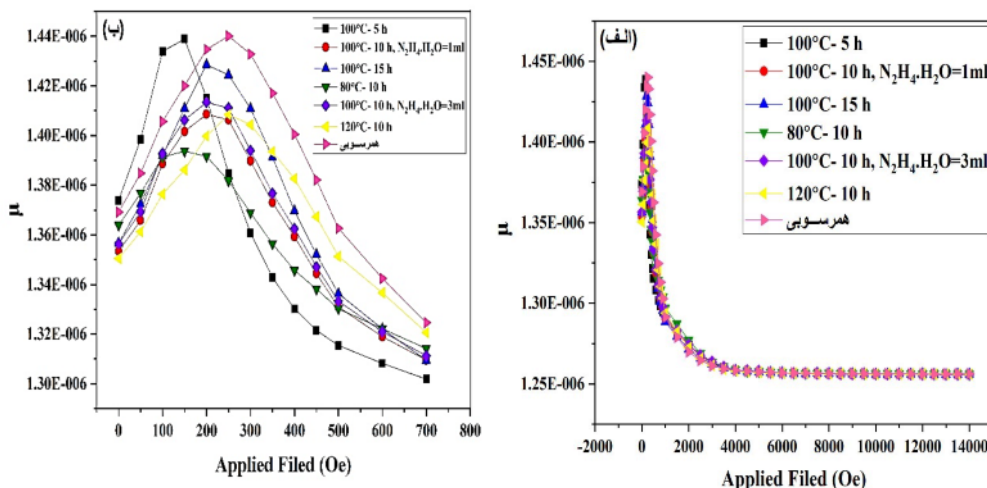 (ب)
100°C- 5 h
100°C- 10 h, N₂H₄.H₂O=1ml
100°C- 15 h
80°C- 10 h
100°C- 10 h, N₂H₄.H₂O=3ml
120°C- 10 h
همرسوبی
1.44E-006
1.42E-006
1.40E-006
1.38E-006
1.36E-006
1.34E-006
1.32E-006
1.30E-006
μ
0 100 200 300 400 500 600 700 800
Applied Filed (Oe)
(الف)
100°C- 5 h
100°C- 10 h, N₂H₄.H₂O=1ml
100°C- 15 h
80°C- 10 h
100°C- 10 h, N₂H₄.H₂O=3ml
120°C- 10 h
همرسوبی
1.45E-006
1.40E-006
1.35E-006
1.30E-006
1.25E-006
μ
-2000 0 2000 4000 6000 8000 10000 12000 14000
Applied Filed (Oe)